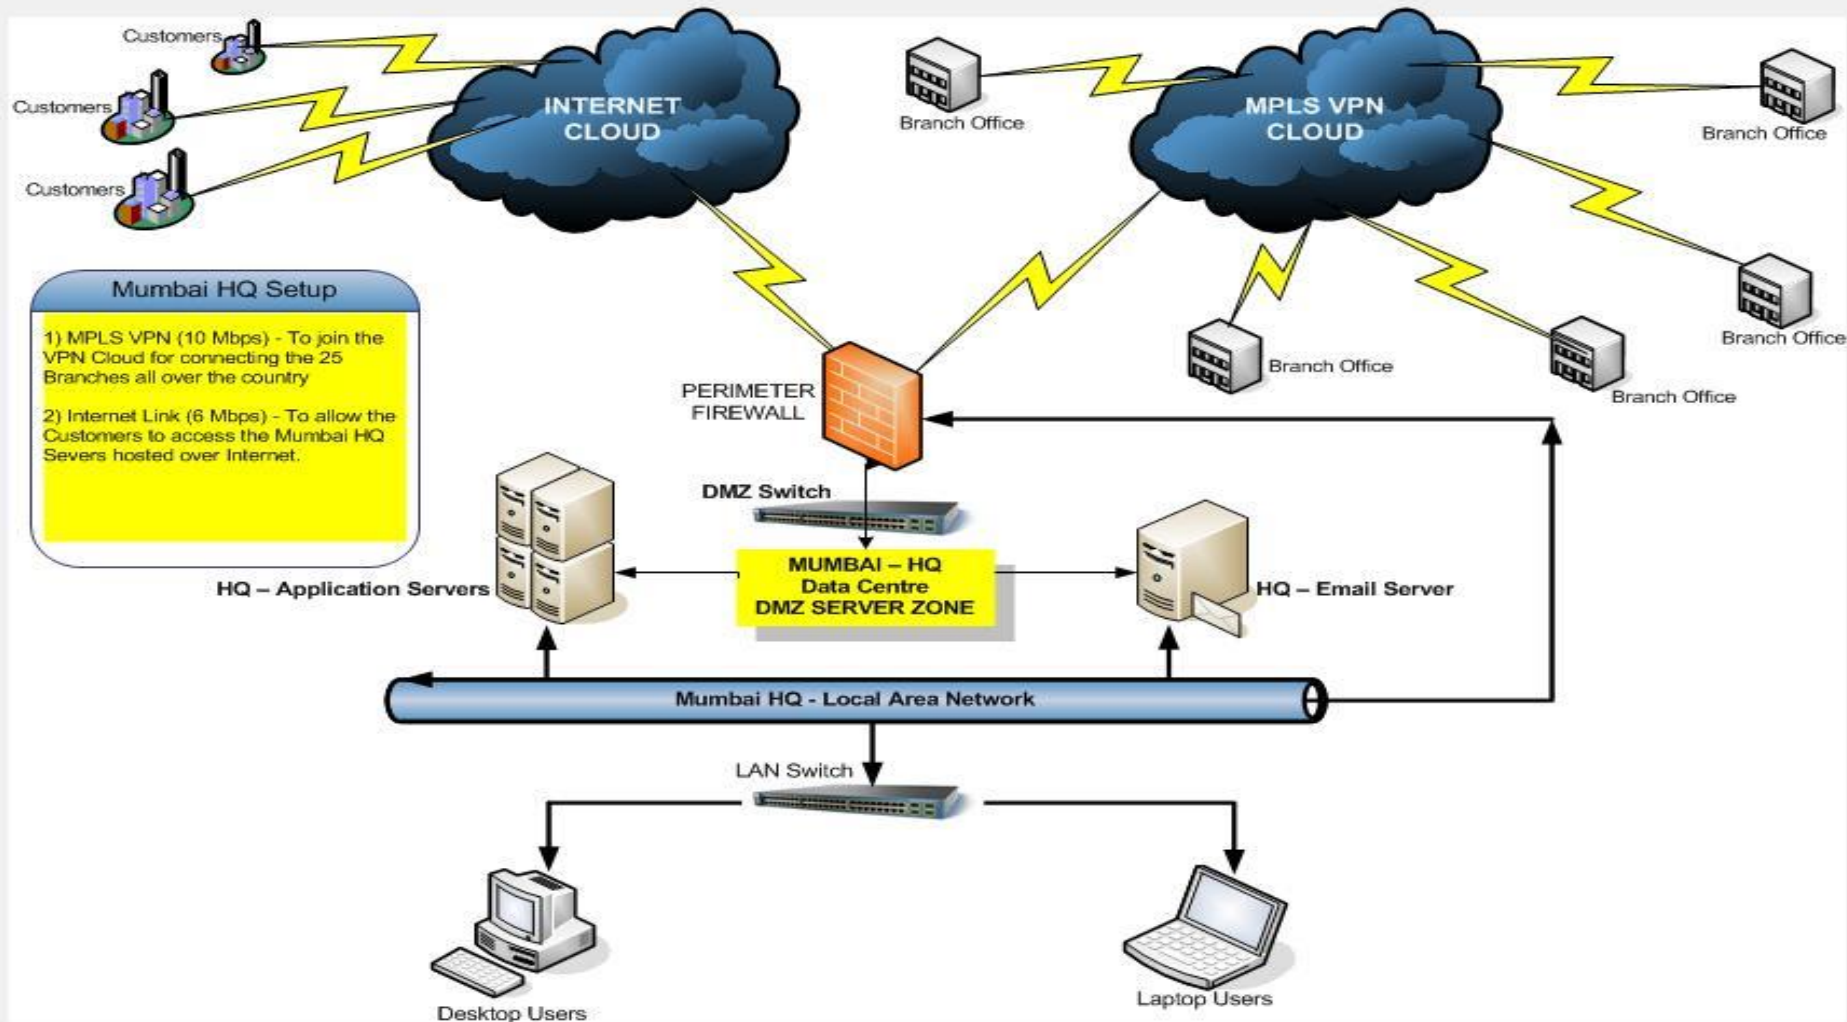 Customers
Customers
Customers
INTERNET
CLOUD
Branch Office
MPLS VPN
CLOUD
Branch Office
Branch Office
Branch Office
Branch Office
Mumbai HQ Setup
1) MPLS VPN (10 Mbps) - To join the
VPN Cloud for connecting the 25
Branches all over the country
2) Internet Link (6 Mbps) - To allow the
Customers to access the Mumbai HQ
Severs hosted over Internet.
PERIMETER
FIREWALL
DMZ Switch
HQ – Application Servers
MUMBAI – HQ
Data Centre
DMZ SERVER ZONE
HQ – Email Server
Mumbai HQ - Local Area Network
LAN Switch
Desktop Users
Laptop Users